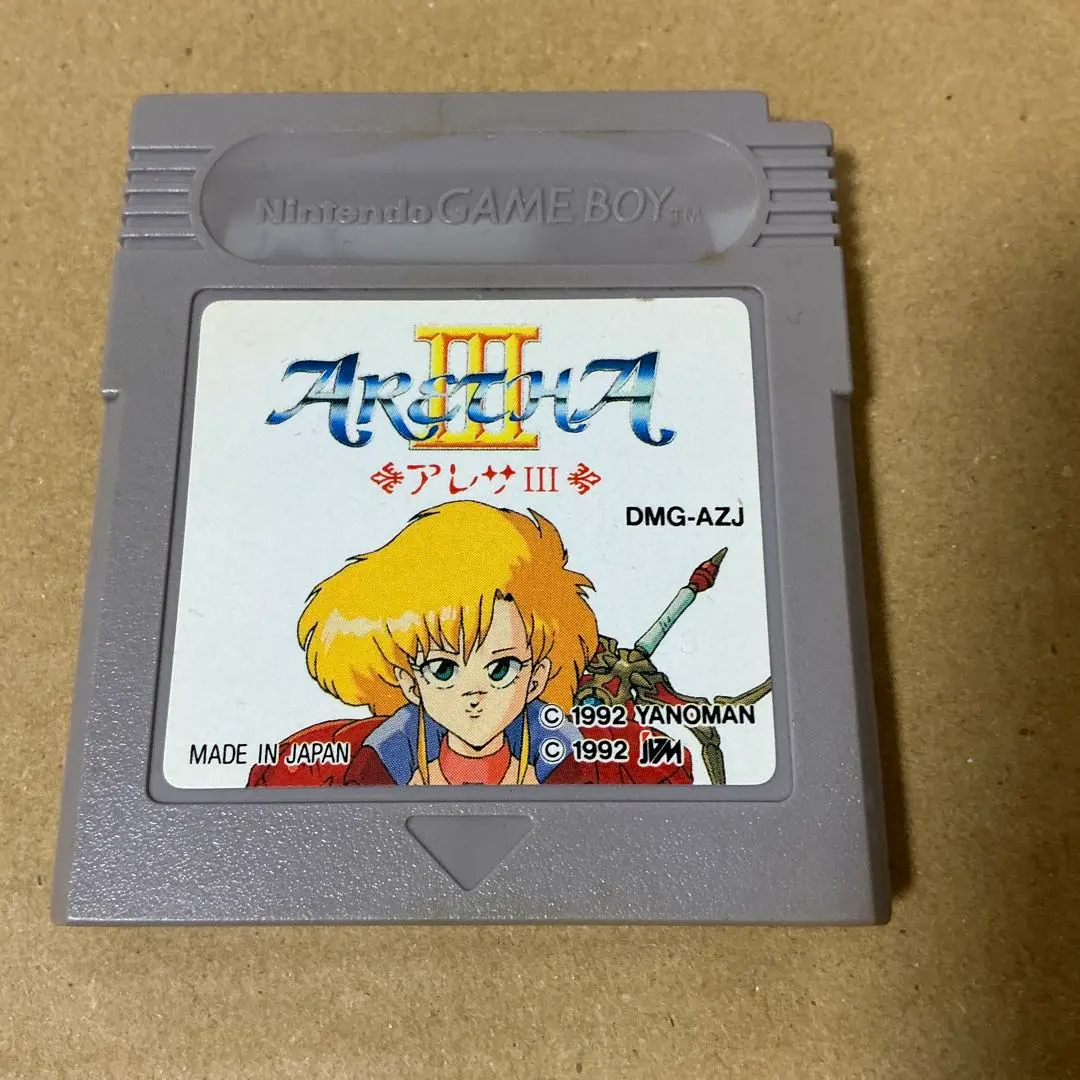 Nintendo GAME BOY TM
ARETHA III
アレサIII
DMG-AZJ
© 1992 YANOMAN
MADE IN JAPAN
© 1992 JVM